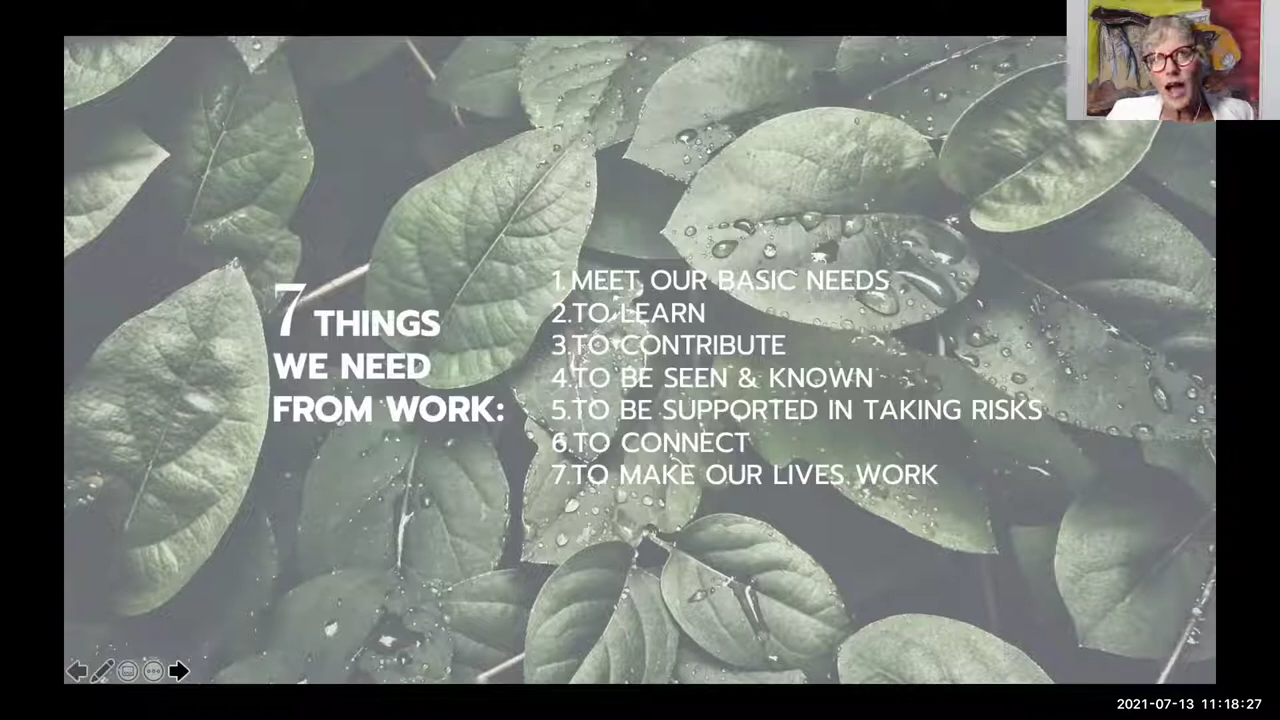 7 THINGS
WE NEED
FROM WORK:
1.MEET OUR BASIC NEEDS
2.TO LEARN
3.TO CONTRIBUTE
4.TO BE SEEN & KNOWN
5.TO BE SUPPORTED IN TAKING RISKS
6.TO CONNECT
7.TO MAKE OUR LIVES WORK
2021-07-13 11:18:27